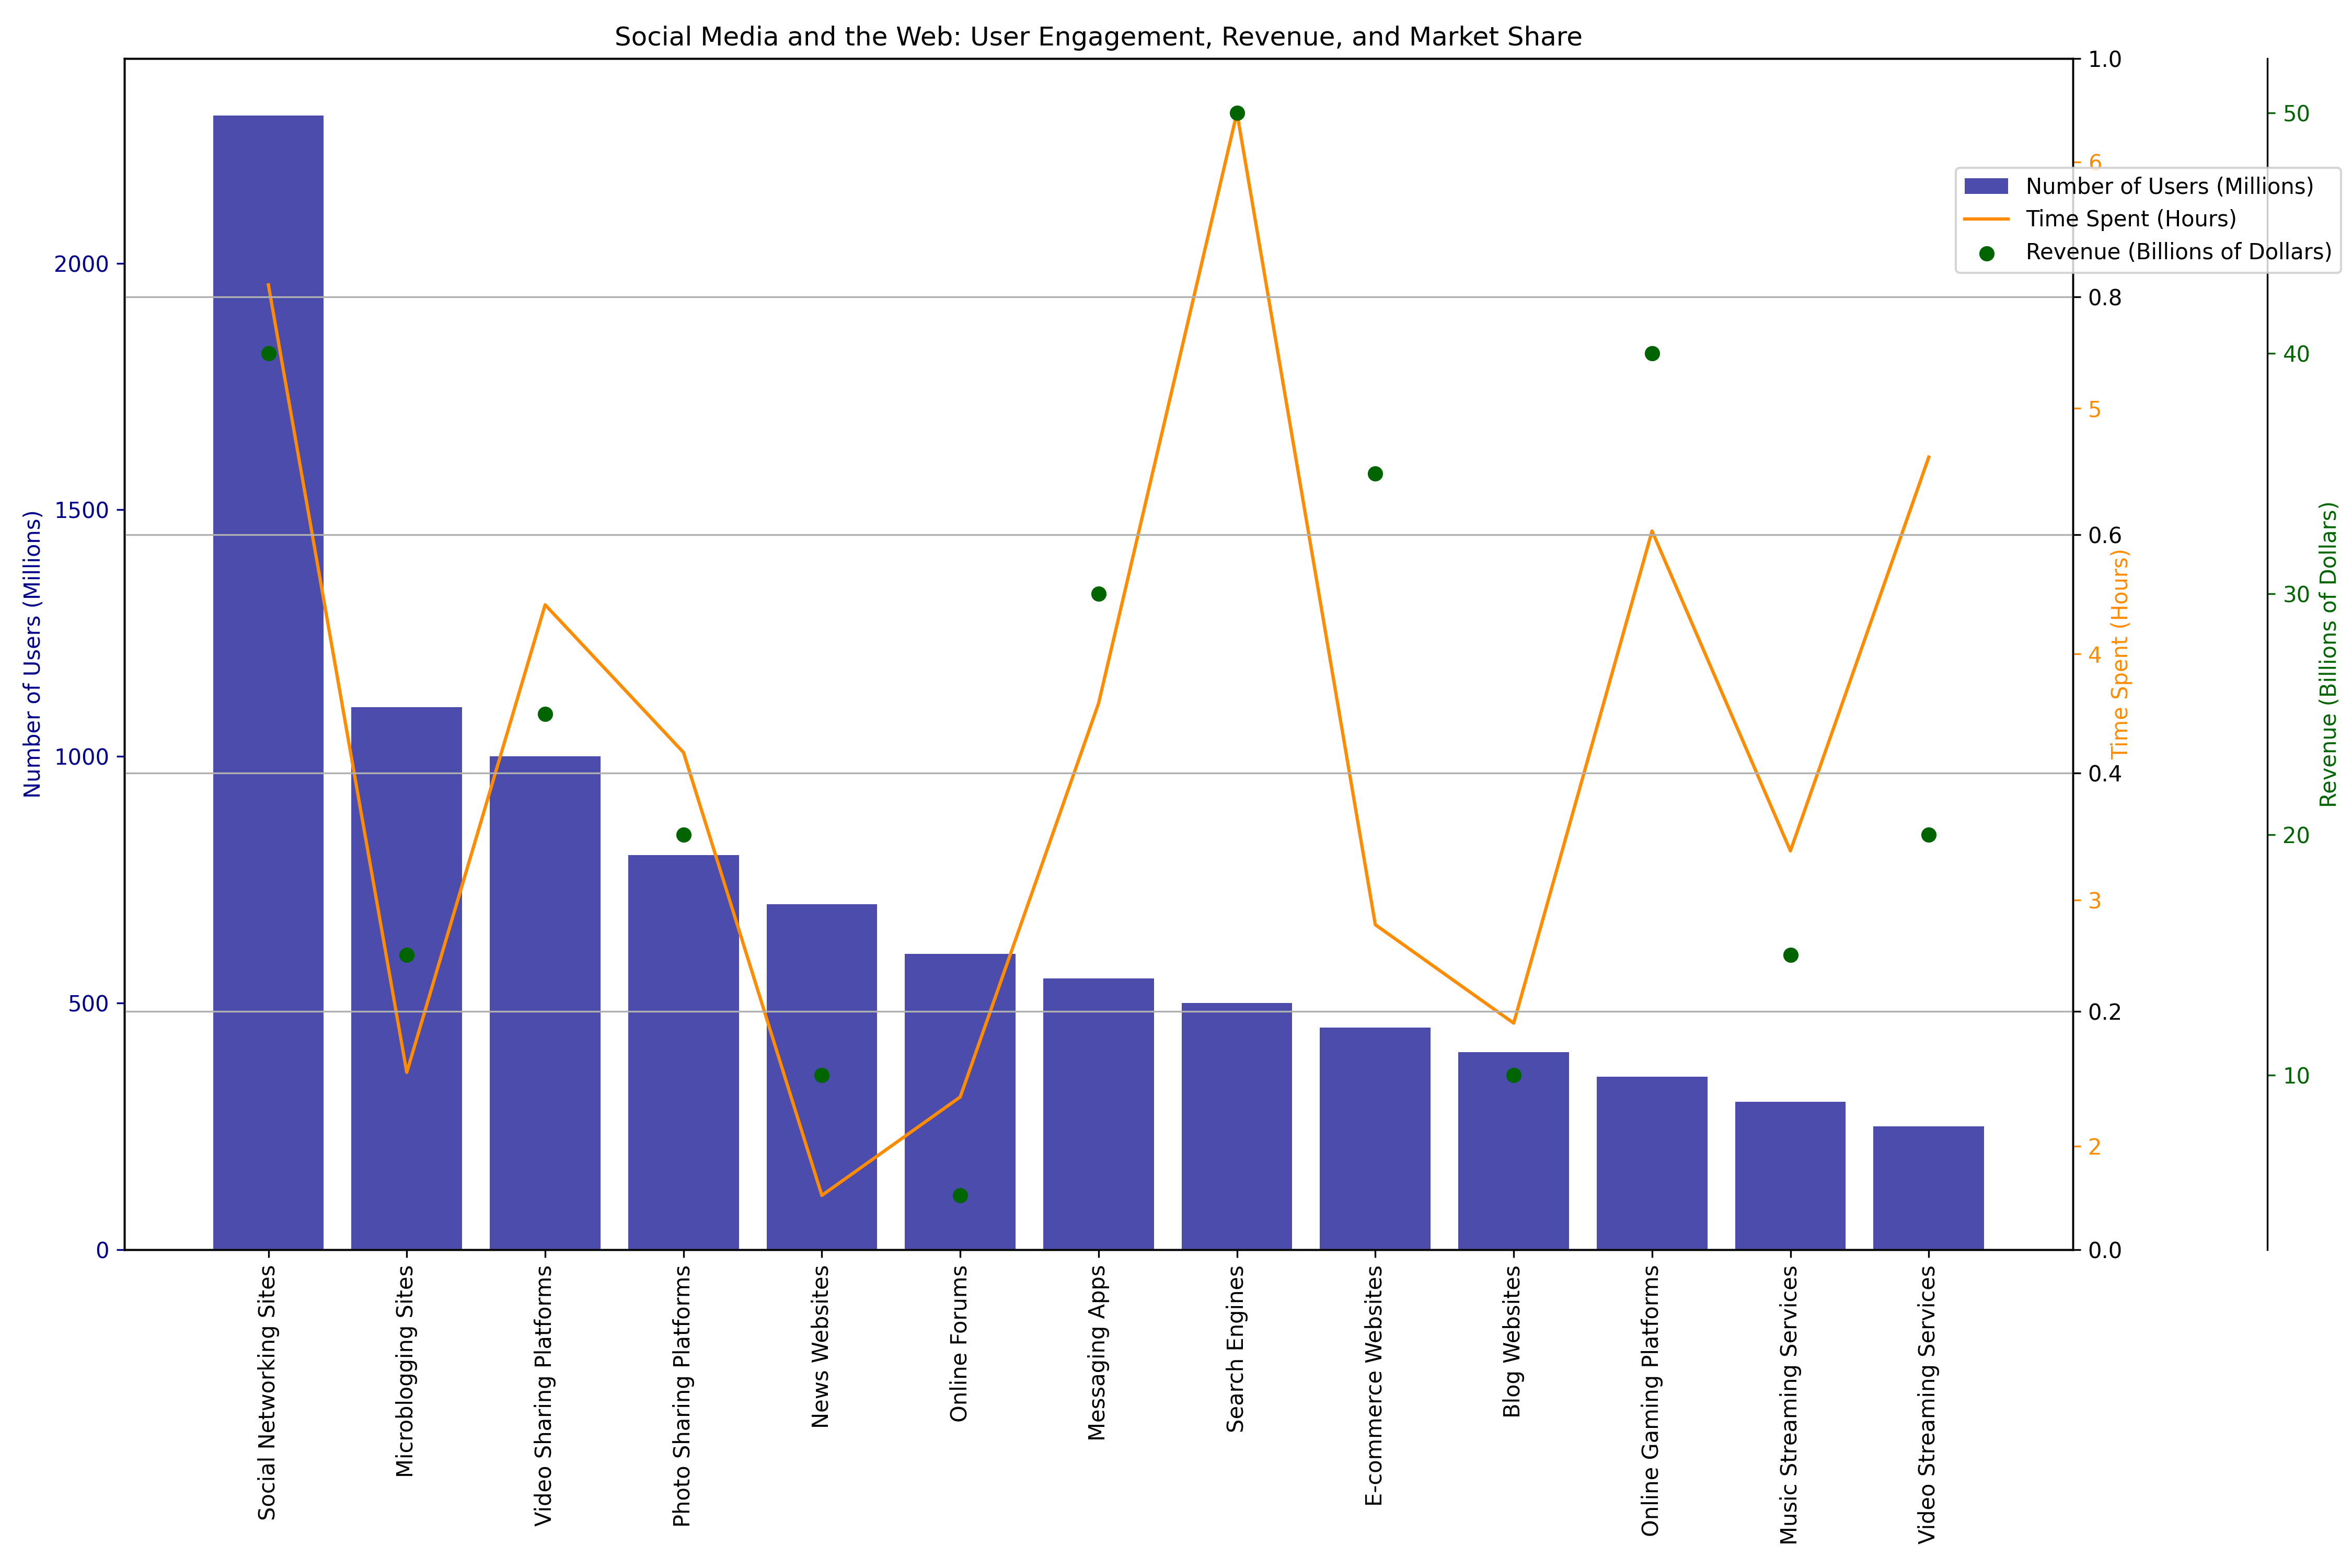 Social Media and the Web: User Engagement, Revenue, and Market Share
Number of Users (Millions)
2000
1500
1000
500
0
1.0
0.8
0.6
0.4
0.2
0.0
6
5
4
3
2
Time Spent (Hours)
50
40
30
20
10
Revenue (Billions of Dollars)
Number of Users (Millions)
Time Spent (Hours)
Revenue (Billions of Dollars)
Social Networking Sites
Microblogging Sites
Video Sharing Platforms
Photo Sharing Platforms
News Websites
Online Forums
Messaging Apps
Search Engines
E-commerce Websites
Blog Websites
Online Gaming Platforms
Music Streaming Services
Video Streaming Services